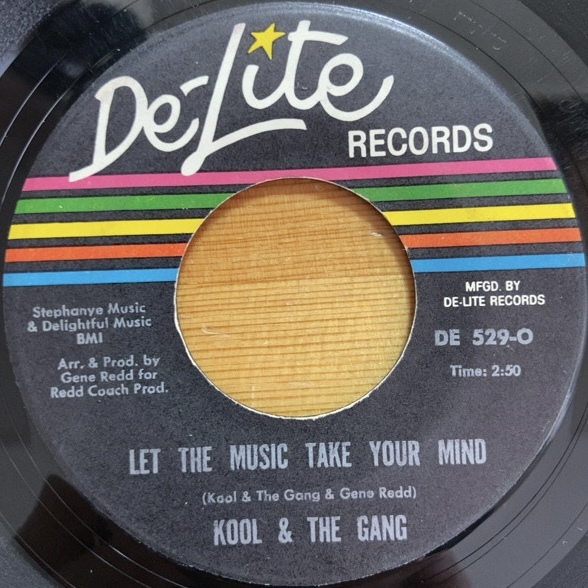 De-Lite
RECORDS
MFGD. BY
DE-LITE RECORDS
Stephanye Music
& Delightful Music
BMI
DE 529-O
Arr. & Prod. by
Gene Redd for
Redd Coach Prod.
Time: 2:50
LET THE MUSIC TAKE YOUR MIND
(Kool & The Gang & Gene Redd)
KOOL & THE GANG